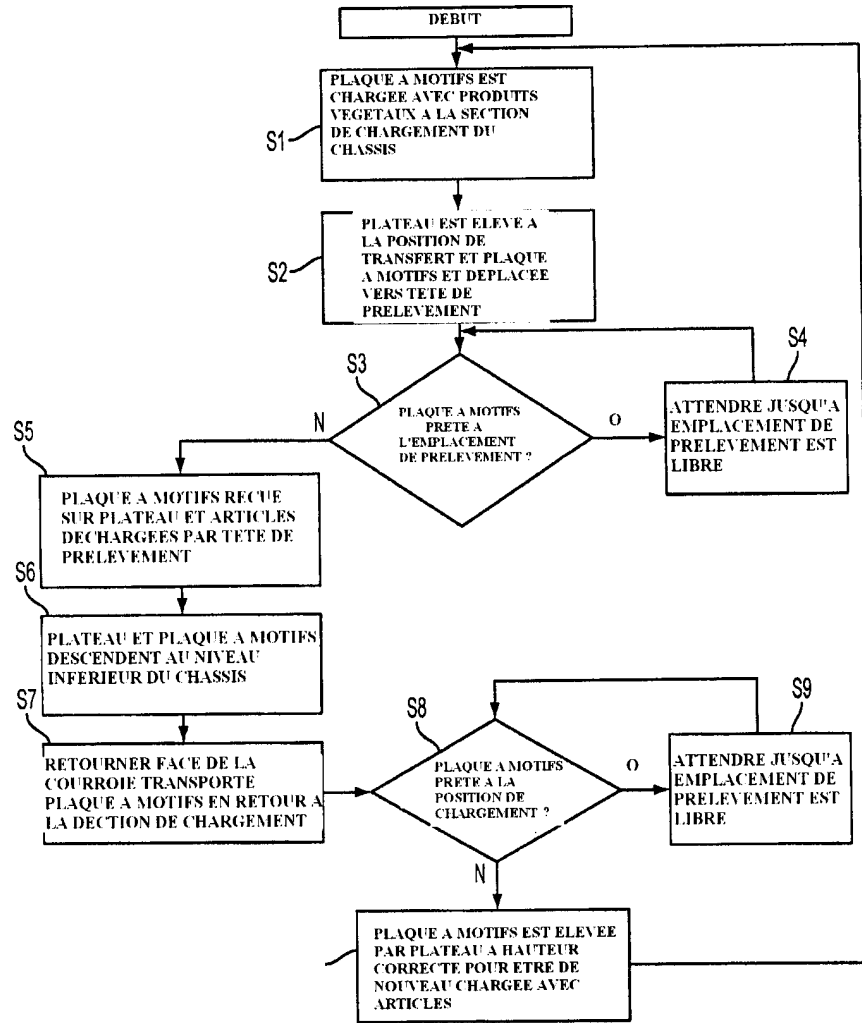 DEBUT
PLAQUE A MOTIFS EST
CHARGEE AVEC PRODUITS
VEGETAUX A LA SECTION
DE CHARGEMENT DU
CHASSIS
S1
PLATEAU EST ELEVE A
LA POSITION DE
TRANSFERT ET PLAQUE
A MOTIFS ET DEPLACEE
VERS TETE DE
PRELEVEMENT
S2
S3
PLAQUE A MOTIFS
PRETE A
L'EMPLACEMENT
DE PRELEVEMENT ?
N
O
S4
ATTENDRE JUSQU'A
EMPLACEMENT DE
PRELEVEMENT EST
LIBRE
S5
PLAQUE A MOTIFS RECUE
SUR PLATEAU ET ARTICLES
DECHARGEES PAR TETE DE
PRELEVEMENT
S6
PLATEAU ET PLAQUE A MOTIFS
DESCENDENT AU NIVEAU
INFERIEUR DU CHASSIS
S7
RETOURNER FACE DE LA
COURROIE TRANSPORTE
PLAQUE A MOTIFS EN RETOUR A
LA DECTION DE CHARGEMENT
S8
PLAQUE A MOTIFS
PRETE A LA
POSITION DE
CHARGEMENT ?
O
N
S9
ATTENDRE JUSQU'A
EMPLACEMENT DE
PRELEVEMENT EST
LIBRE
PLAQUE A MOTIFS EST ELEVEE
PAR PLATEAU A HAUTEUR
CORRECTE POUR ETRE DE
NOUVEAU CHARGEE AVEC
ARTICLES